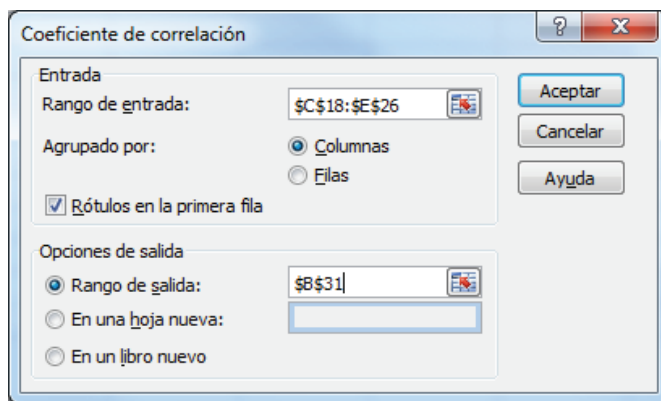 Coeficiente de correlación
Entrada
Rango de entrada: $C$18:$E$26
Agrupado por: Columnas
Filas
Rótulos en la primera fila
Opciones de salida
Rango de salida: $B$31
En una hoja nueva:
En un libro nuevo
Aceptar
Cancelar
Ayuda